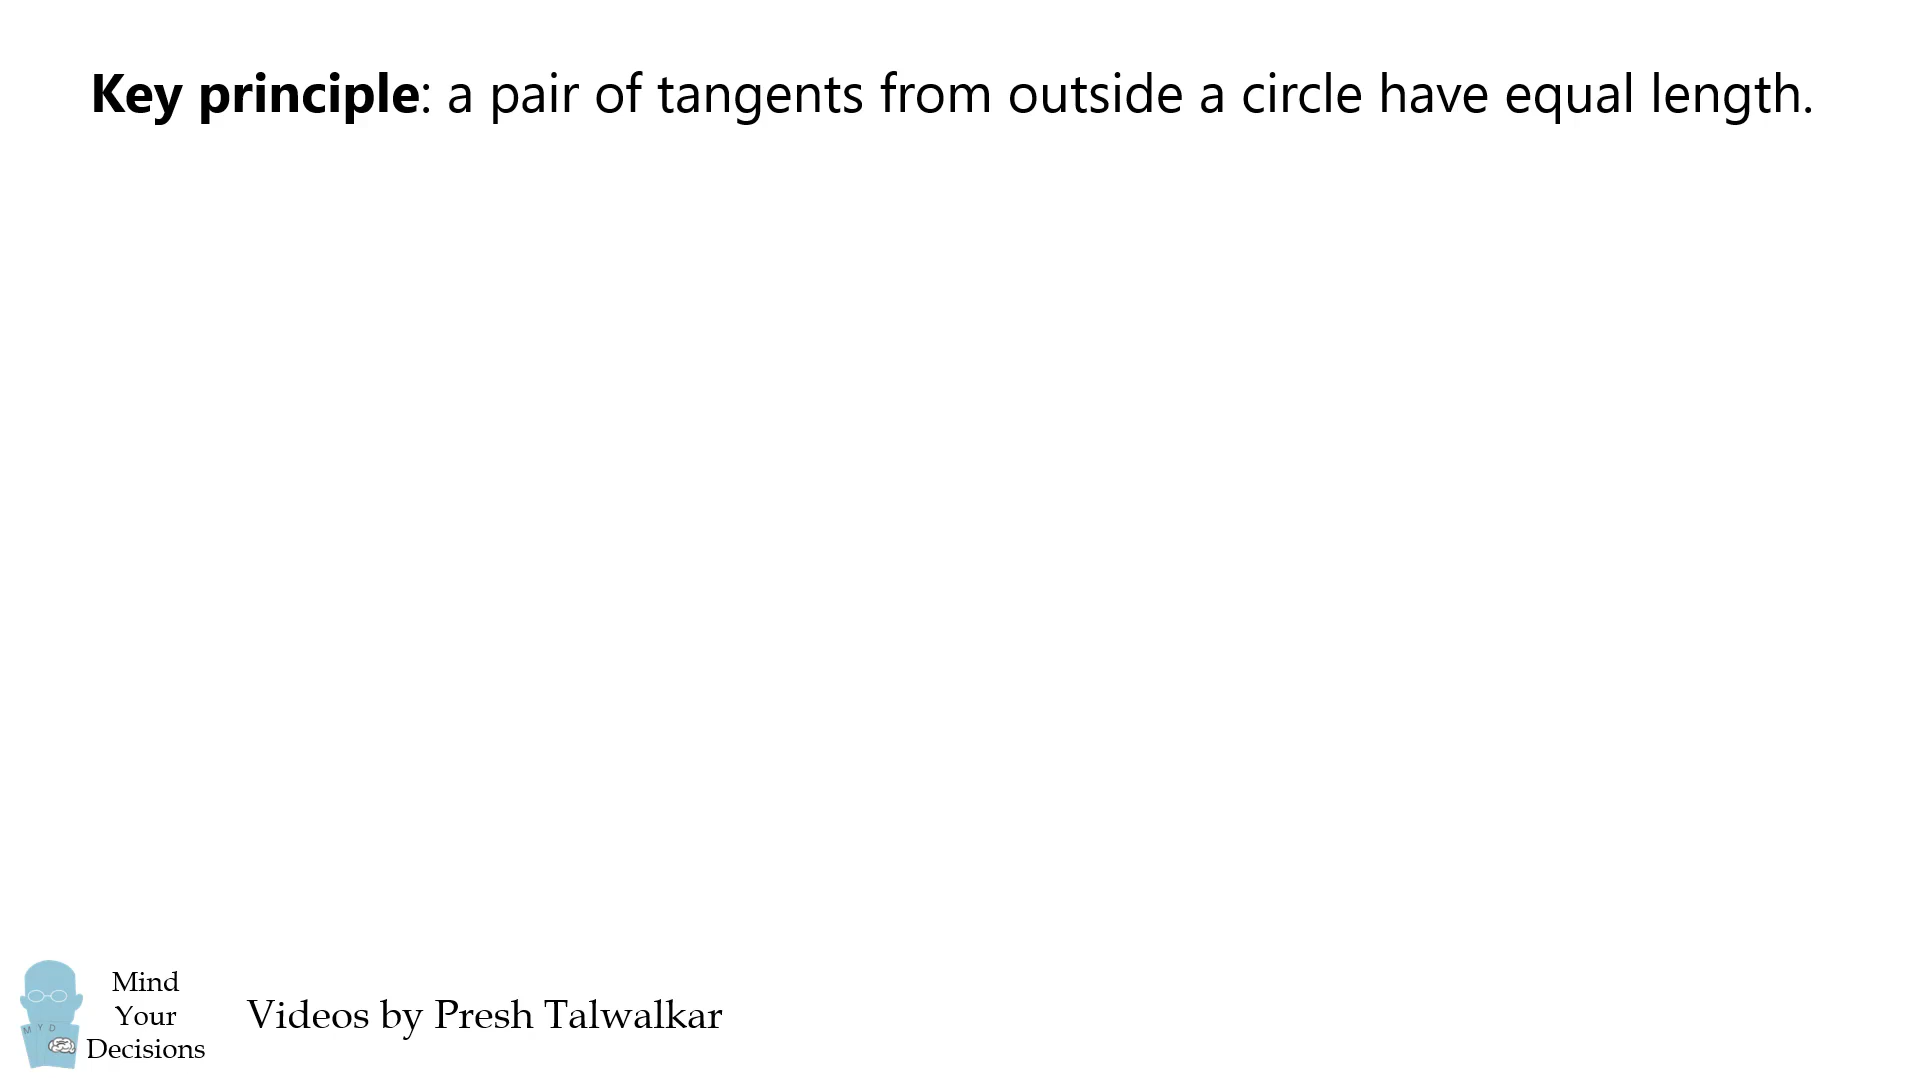 Key principle: a pair of tangents from outside a circle have equal length.
Mind
Your
Decisions
M Y D
Videos by Presh Talwalkar